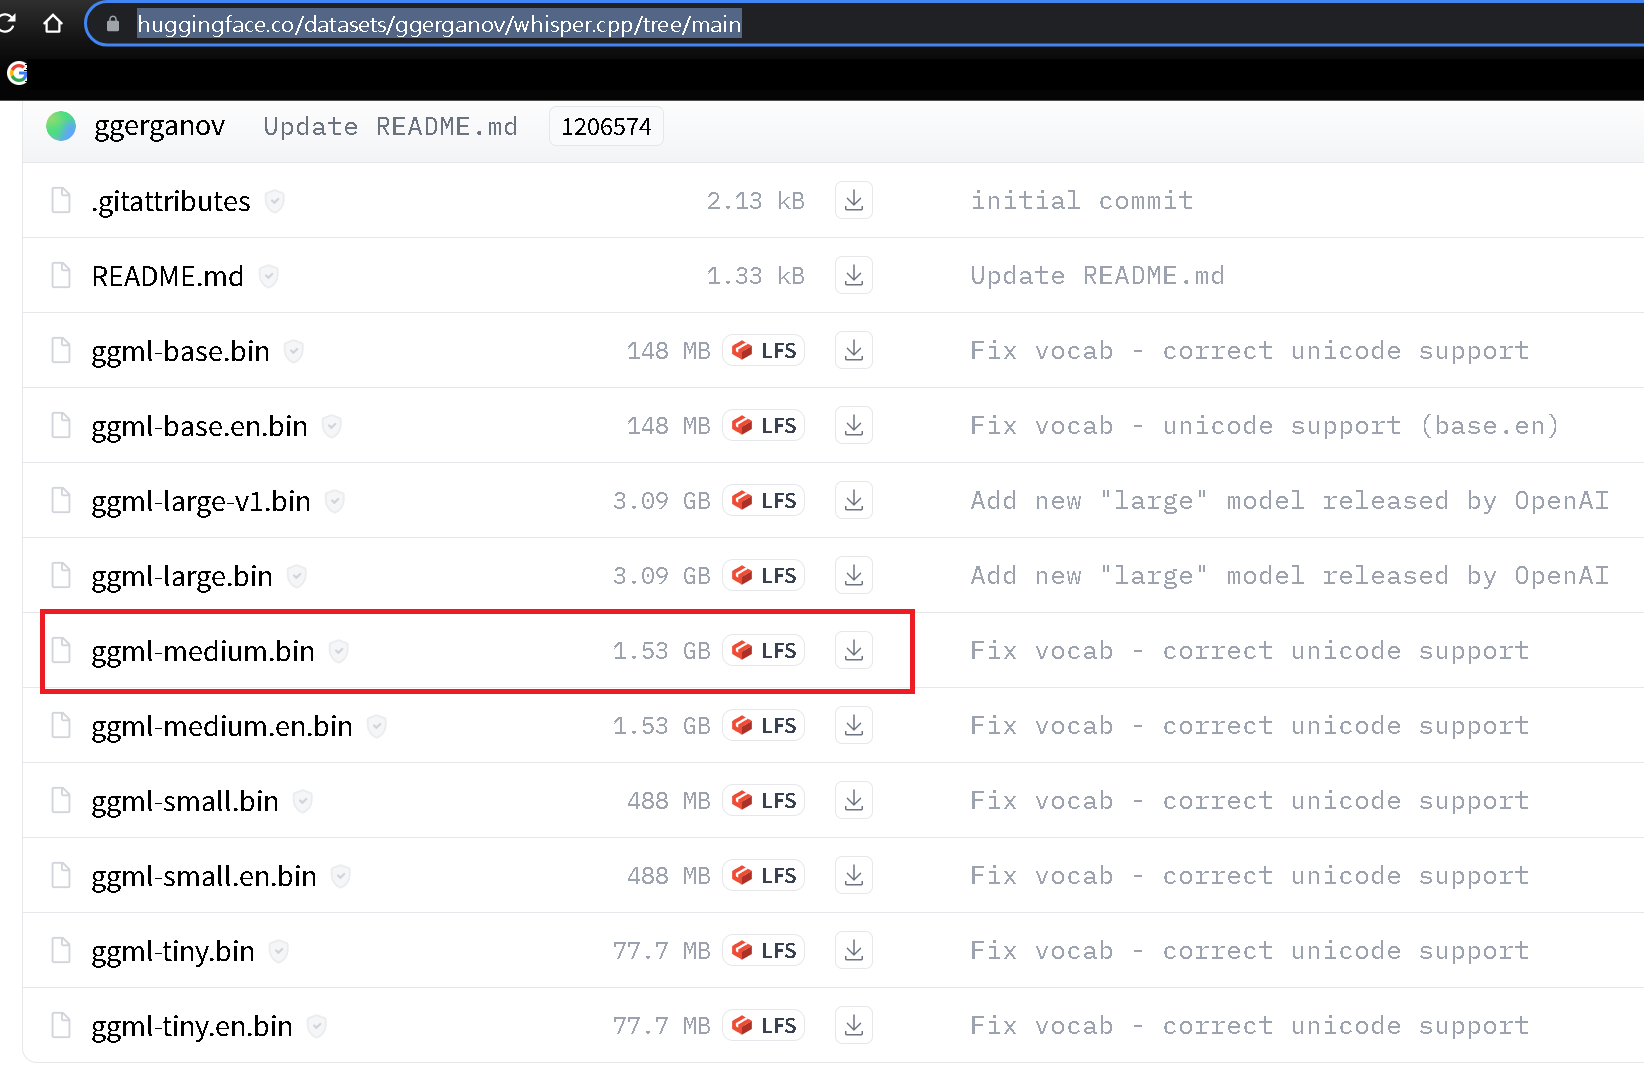 huggingface.co/datasets/ggerganov/whisper.cpp/tree/main
ggerganov Update README.md 1206574
.gitattributes 2.13 kB initial commit
README.md 1.33 kB Update README.md
ggml-base.bin 148 MB LFS Fix vocab - correct unicode support
ggml-base.en.bin 148 MB LFS Fix vocab - unicode support (base.en)
ggml-large-v1.bin 3.09 GB LFS Add new "large" model released by OpenAI
ggml-large.bin 3.09 GB LFS Add new "large" model released by OpenAI
ggml-medium.bin 1.53 GB LFS Fix vocab - correct unicode support
ggml-medium.en.bin 1.53 GB LFS Fix vocab - correct unicode support
ggml-small.bin 488 MB LFS Fix vocab - correct unicode support
ggml-small.en.bin 488 MB LFS Fix vocab - correct unicode support
ggml-tiny.bin 77.7 MB LFS Fix vocab - correct unicode support
ggml-tiny.en.bin 77.7 MB LFS Fix vocab - correct unicode support